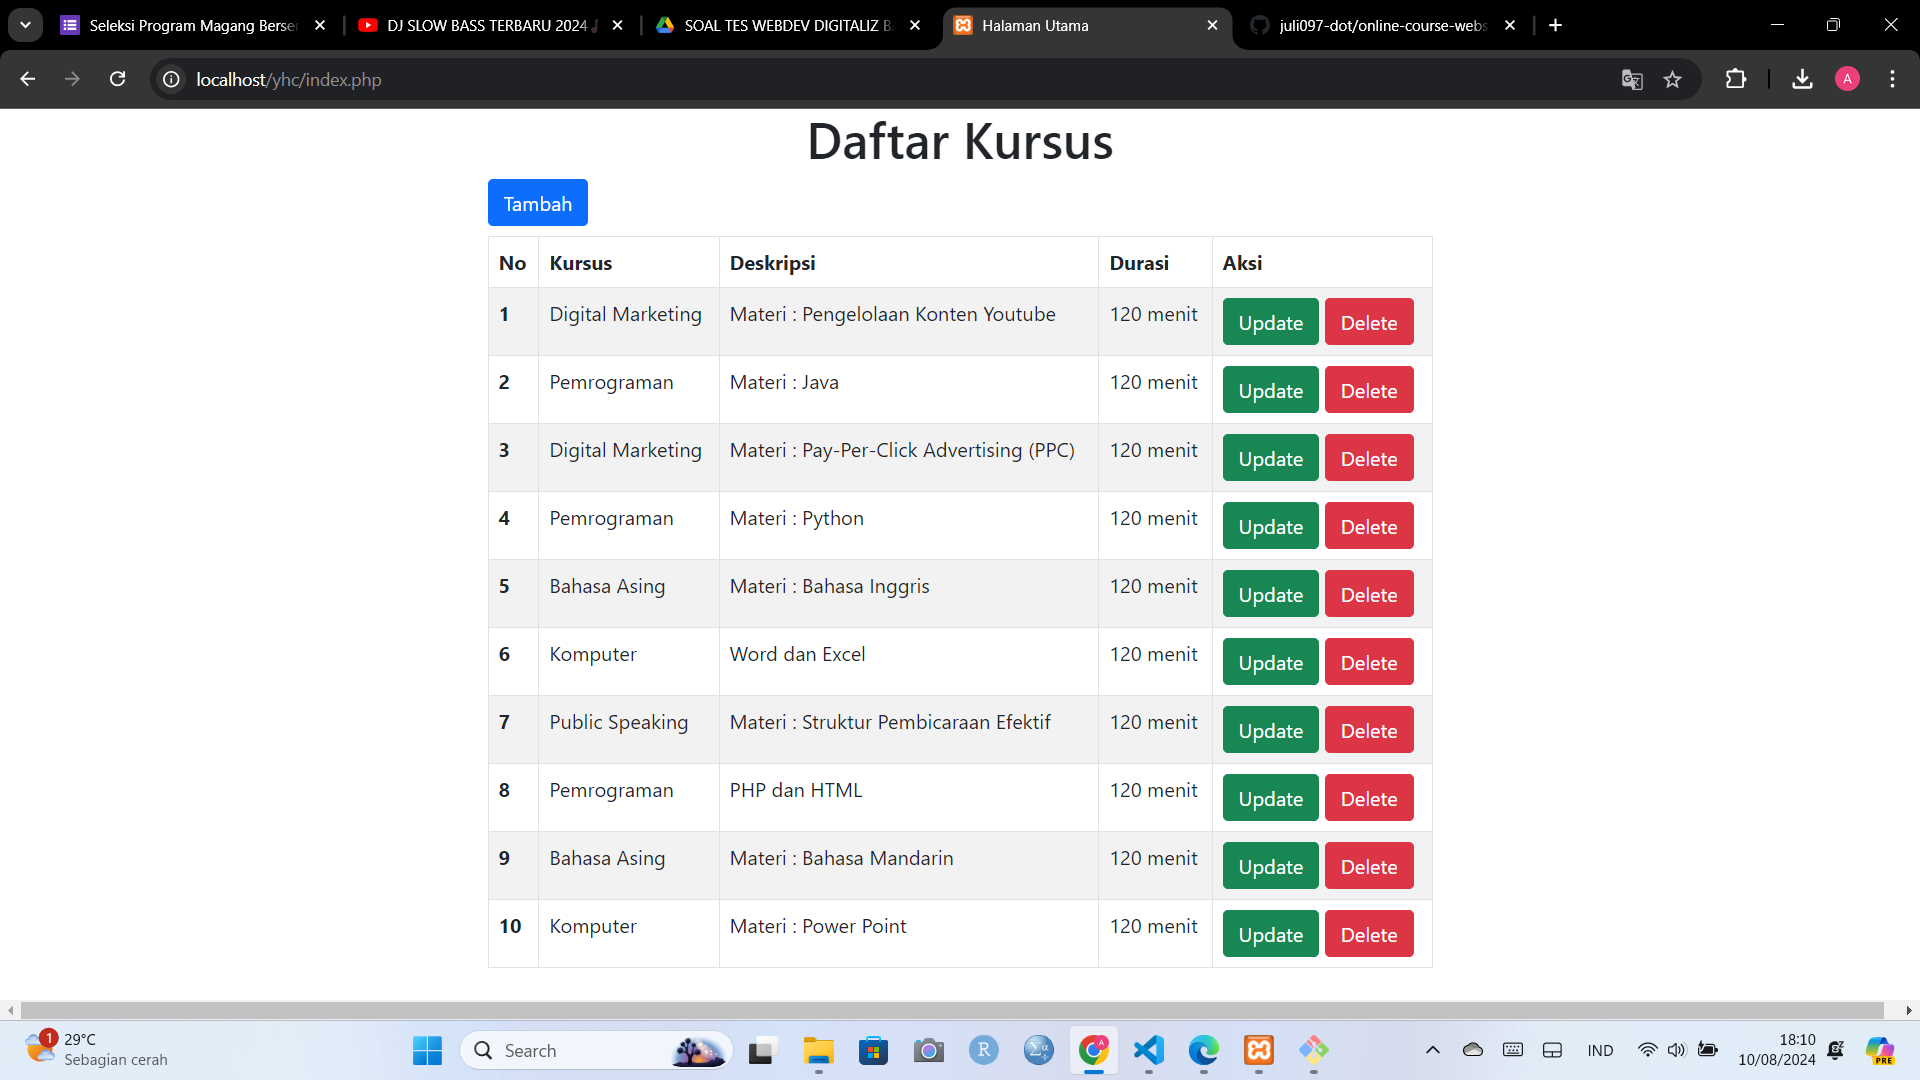 Seleksi Program Magang Berse
DJ SLOW BASS TERBARU 2024
SOAL TES WEBDEV DIGITALIZ B
Halaman Utama
juli097-dot/online-course-webs
localhost/yhc/index.php
A
Daftar Kursus
Tambah
No Kursus Deskripsi Durasi Aksi
1 Digital Marketing Materi : Pengelolaan Konten Youtube 120 menit Update Delete
2 Pemrograman Materi : Java 120 menit Update Delete
3 Digital Marketing Materi : Pay-Per-Click Advertising (PPC) 120 menit Update Delete
4 Pemrograman Materi : Python 120 menit Update Delete
5 Bahasa Asing Materi : Bahasa Inggris 120 menit Update Delete
6 Komputer Word dan Excel 120 menit Update Delete
7 Public Speaking Materi : Struktur Pembicaraan Efektif 120 menit Update Delete
8 Pemrograman PHP dan HTML 120 menit Update Delete
9 Bahasa Asing Materi : Bahasa Mandarin 120 menit Update Delete
10 Komputer Materi : Power Point 120 menit Update Delete
1
29°C
Sebagian cerah
Search
R
IND
18:10
10/08/2024
PRE